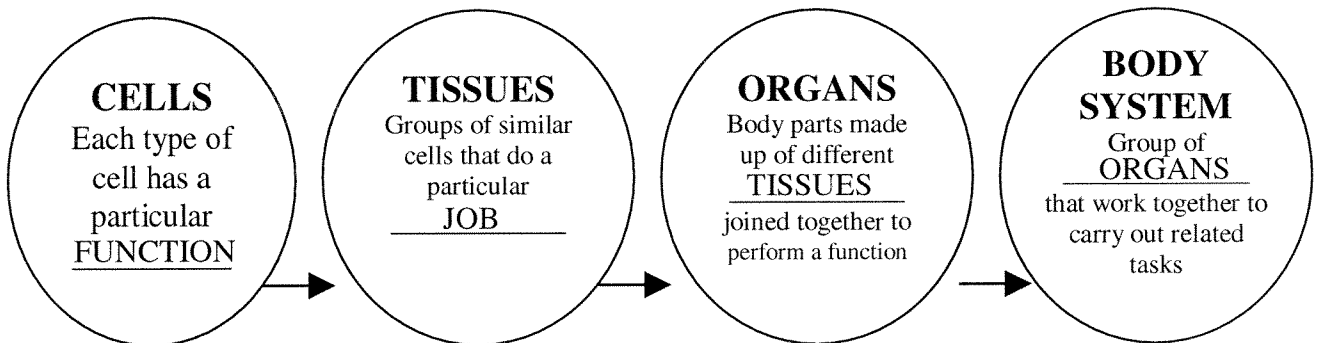 CELLS
Each type of
cell has a
particular
FUNCTION
TISSUES
Groups of similar
cells that do a
particular
JOB
ORGANS
Body parts made
up of different
TISSUES
joined together to
perform a function
BODY
SYSTEM
Group of
ORGANS
that work together to
carry out related
tasks